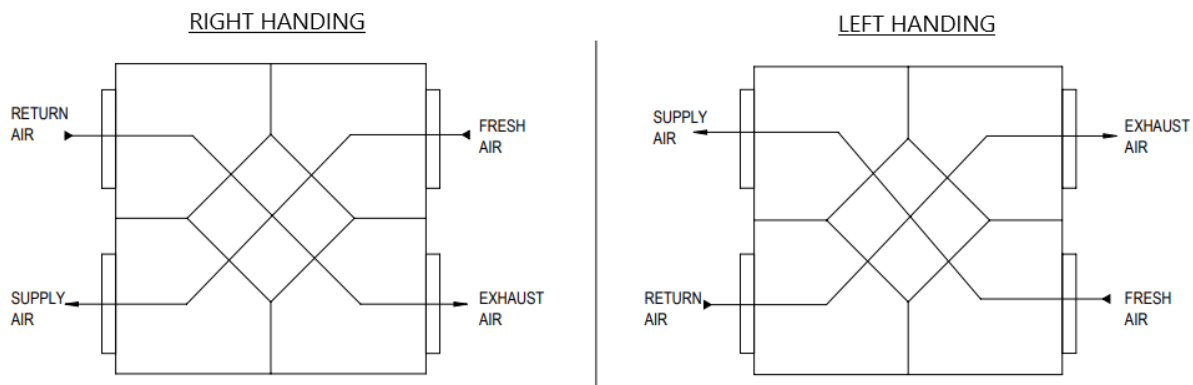 RIGHT HANDING
RETURN
AIR
FRESH
AIR
SUPPLY
AIR
EXHAUST
AIR
LEFT HANDING
SUPPLY
AIR
EXHAUST
AIR
RETURN
AIR
FRESH
AIR